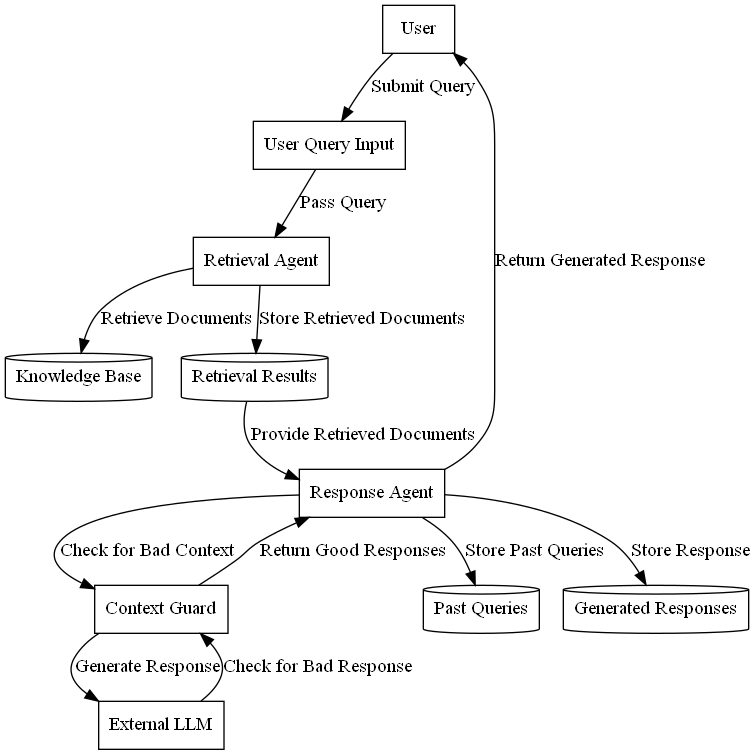 User
Submit Query
User Query Input
Pass Query
Retrieval Agent
Return Generated Response
Retrieve Documents
Store Retrieved Documents
Knowledge Base
Retrieval Results
Provide Retrieved Documents
Response Agent
Check for Bad Context
Return Good Responses
Store Past Queries
Store Response
Context Guard
Past Queries
Generated Responses
Generate Response
Check for Bad Response
External LLM